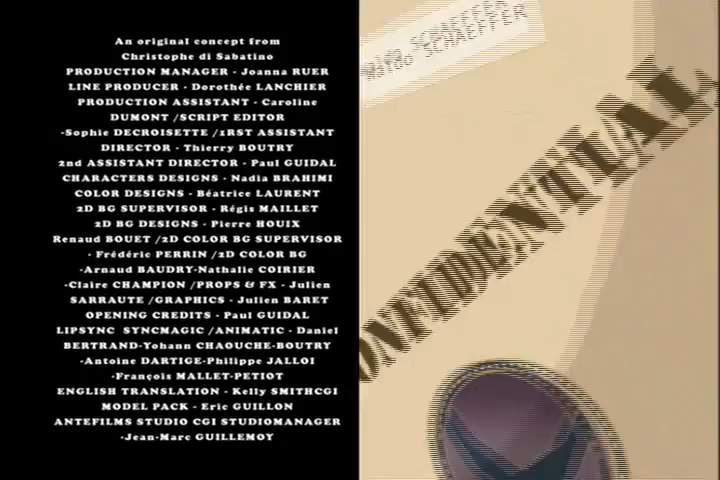 An original concept from
Christophe di Sabatino
PRODUCTION MANAGER - Joanna RUER
LINE PRODUCER - Dorothée LANCHIER
PRODUCTION ASSISTANT - Caroline
DUMONT /SCRIPT EDITOR
-Sophie DECROISETTE /1RST ASSISTANT
DIRECTOR - Thierry BOUTRY
2nd ASSISTANT DIRECTOR - Paul GUIDAL
CHARACTERS DESIGNS - Nadia BRAHIMI
COLOR DESIGNS - Béatrice LAURENT
2D BG SUPERVISOR - Régis MAILLET
2D BG DESIGNS - Pierre HOUIX
Renaud BOUET /2D COLOR BG SUPERVISOR
- Frédéric PERRIN /2D COLOR BG
-Arnaud BAUDRY-Nathalie COIRIER
-Claire CHAMPION /PROPS & FX - Julien
SARRAUTE /GRAPHICS - Julien BARET
OPENING CREDITS - Paul GUIDAL
LIPSYNC SYNCMAGIC /ANIMATIC - Daniel
BERTRAND-Yohann CHAOUCHE-BOUTRY
-Antoine DARTIGE-Philippe JALLOI
-François MALLET-PETIOT
ENGLISH TRANSLATION - Kelly SMITHCGI
MODEL PACK - Eric GUILLON
ANTEFILMS STUDIO CGI STUDIOMANAGER
-Jean-Marc GUILLEMOY
SCHAEFFER
ONFIDENTIAL